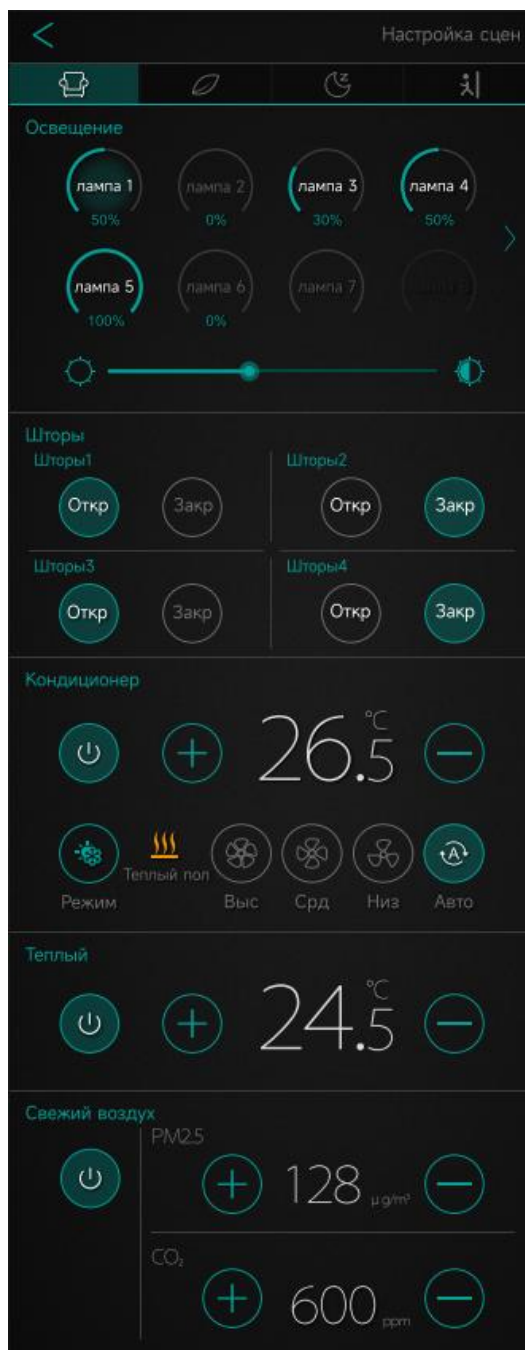 Настройка сцен
Освещение
лампа 1 лампа 2 лампа 3 лампа 4
50% 0% 30% 50%
лампа 5 лампа 6 лампа 7
100% 0%
Шторы
Шторы1 Шторы2
Откр Закр Откр Закр
Шторы3 Шторы4
Откр Закр Откр Закр
Кондиционер
26.5 °C
A
Теплый пол
Режим Выс Срд Низ Авто
Теплый
24.5 °C
Свежий воздух
PM2.5
128 µg/m³
CO₂
600 ppm